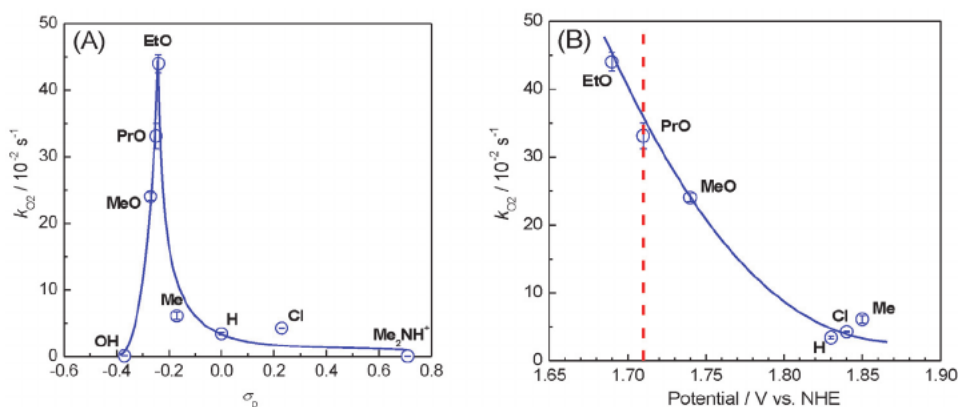 (A)
50
40
30
20
10
0
k_O2 / 10⁻² s⁻¹
EtO
PrO
MeO
OH
Me
H
Cl
Me₂NH⁺
-0.6 -0.4 -0.2 0.0 0.2 0.4 0.6 0.8
σ_p
(B)
50
40
30
20
10
0
k_O2 / 10⁻² s⁻¹
EtO
PrO
MeO
Cl
Me
H
1.65 1.70 1.75 1.80 1.85 1.90
Potential / V vs. NHE